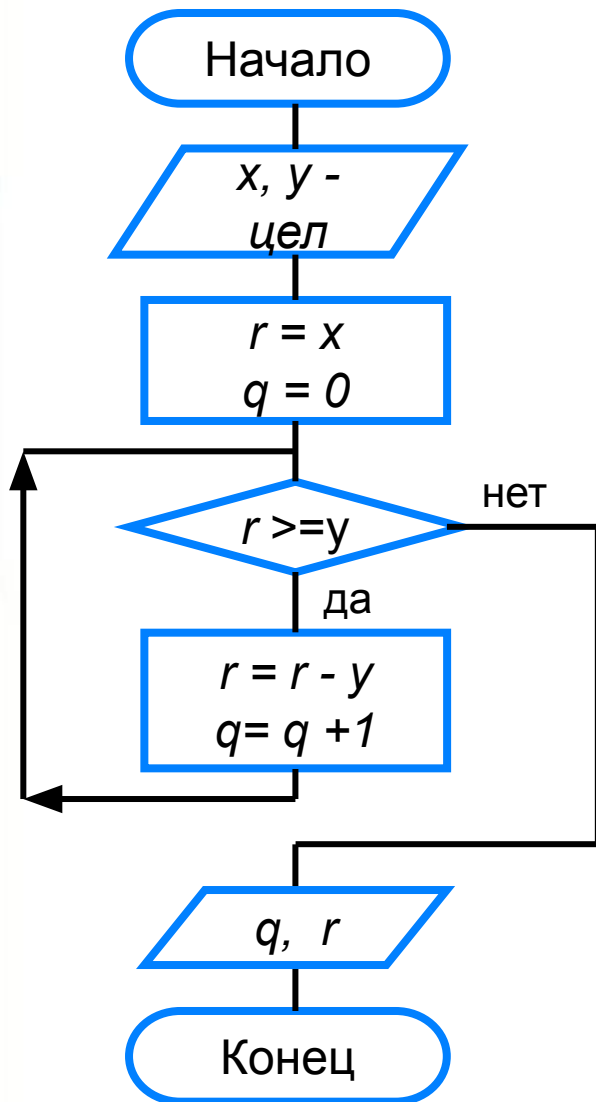 Начало
x, y -
цел
r = x
q = 0
r >=y
нет
да
r = r - y
q= q +1
q, r
Конец